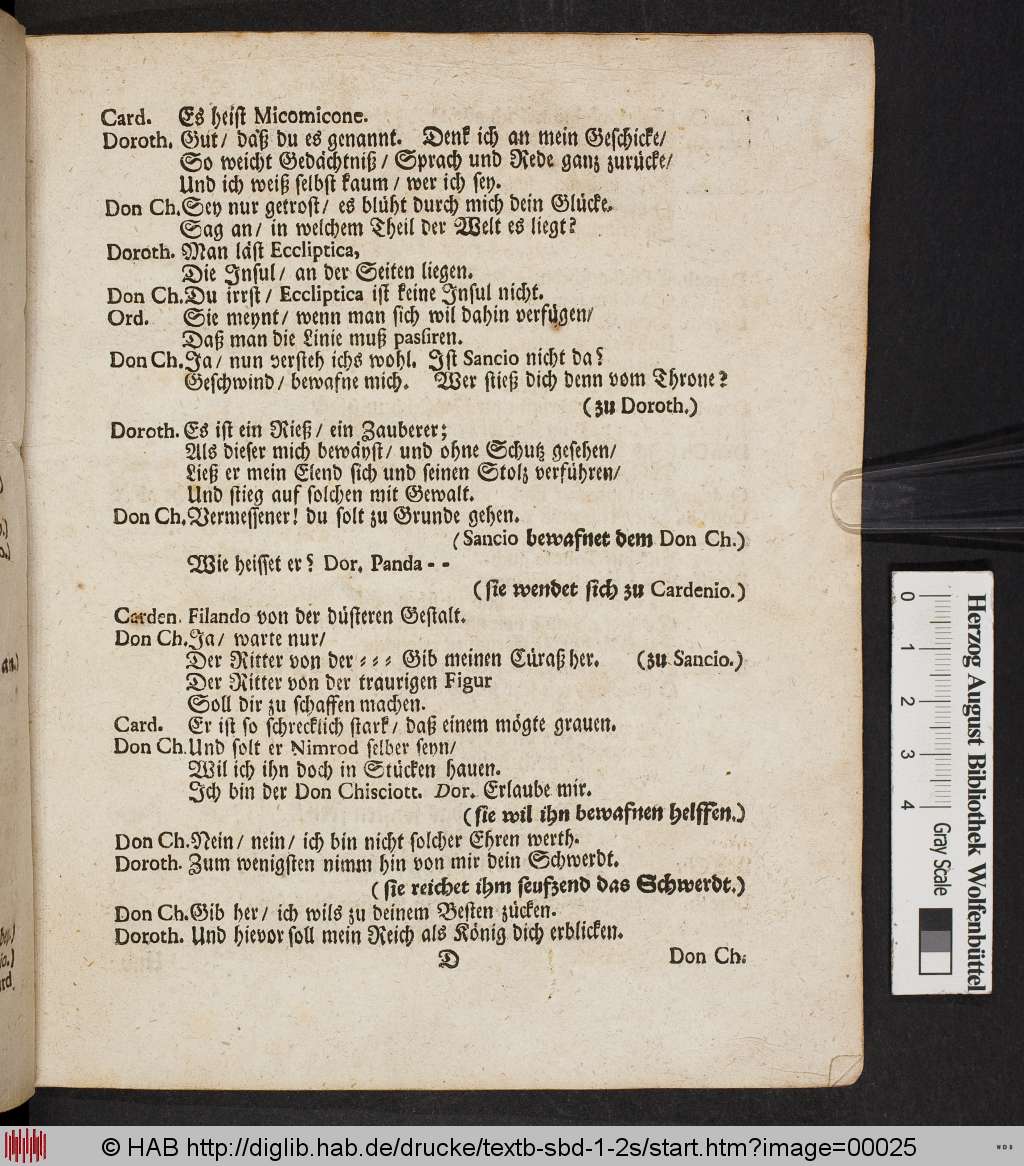 Card. Es heist Micomicone.
Doroth. Gut/ daß du es genannt. Denk ich an mein Geschicke/
So weicht Gedächtniß/ Sprach und Rede ganz zurücke/
Und ich weiß selbst kaum/ wer ich sey.
Don Ch. Sey nur getrost/ es blüht durch mich dein Glücke.
Sag an/ in welchem Theil der Welt es liegt?
Doroth. Man läst Eccliptica,
Die Insul/ an der Seiten liegen.
Don Ch. Du irrst/ Eccliptica ist keine Insul nicht.
Ord. Sie meynt/ wenn man sich wil dahin verfügen/
Daß man die Linie muß passiren.
Don Ch. Ja/ nun versteh ichs wohl. Ist Sancio nicht da?
Geschwind/ bewafne mich. Wer stieß dich denn vom Throne?
(zu Doroth.)
Doroth. Es ist ein Rieß/ ein Zauberer;
Als dieser mich bewäyst/ und ohne Schutz gesehen/
Ließ er mein Elend sich und seinen Stolz verführen/
Und stieg auf solchen mit Gewalt.
Don Ch. Vermessener! du solt zu Grunde gehen.
(Sancio bewafnet dem Don Ch.)
Wie heisset er? Dor. Panda - -
(sie wendet sich zu Cardenio.)
Carden. Filando von der düsteren Gestalt.
Don Ch. Ja/ warte nur/
Der Ritter von der - - - Gib meinen Cüraß her. (zu Sancio.)
Der Ritter von der traurigen Figur
Soll dir zu schaffen machen.
Card. Er ist so schrecklich stark/ daß einem mögte grauen.
Don Ch. Und solt er Nimrod selber seyn/
Wil ich ihn doch in Stücken hauen.
Ich bin der Don Chisciott. Dor. Erlaube mir.
(sie wil ihn bewafnen helffen.)
Don Ch. Nein/ nein/ ich bin nicht solcher Ehren werth.
Doroth. Zum wenigsten nimm hin von mir dein Schwerdt.
(sie reichet ihm seufzend das Schwerdt.)
Don Ch. Gib her/ ich wils zu deinem Besten zücken.
Doroth. Und hievor soll mein Reich als König dich erblicken.
D Don Ch.
0 1 2 3 4
Gray Scale
Herzog August Bibliothek Wolfenbüttel
© HAB http://diglib.hab.de/drucke/textb-sbd-1-2s/start.htm?image=00025